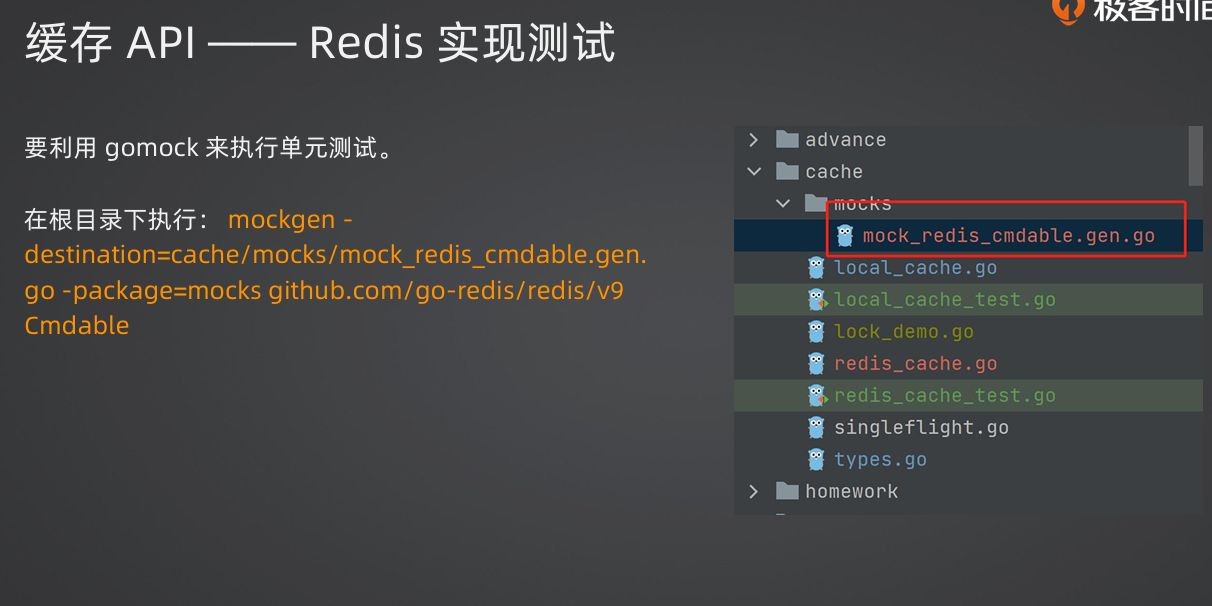 极客时间
缓存 API —— Redis 实现测试
要利用 gomock 来执行单元测试。
在根目录下执行： mockgen -
destination=cache/mocks/mock_redis_cmdable.gen.
go -package=mocks github.com/go-redis/redis/v9
Cmdable
advance
cache
mocks
mock_redis_cmdable.gen.go
local_cache.go
local_cache_test.go
lock_demo.go
redis_cache.go
redis_cache_test.go
singleflight.go
types.go
homework